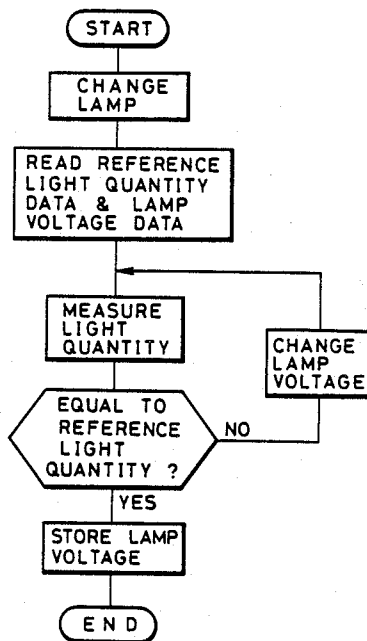 START
CHANGE
LAMP
READ REFERENCE
LIGHT QUANTITY
DATA & LAMP
VOLTAGE DATA
MEASURE
LIGHT
QUANTITY
CHANGE
LAMP
VOLTAGE
EQUAL TO
REFERENCE
LIGHT
QUANTITY ?
NO
YES
STORE LAMP
VOLTAGE
END